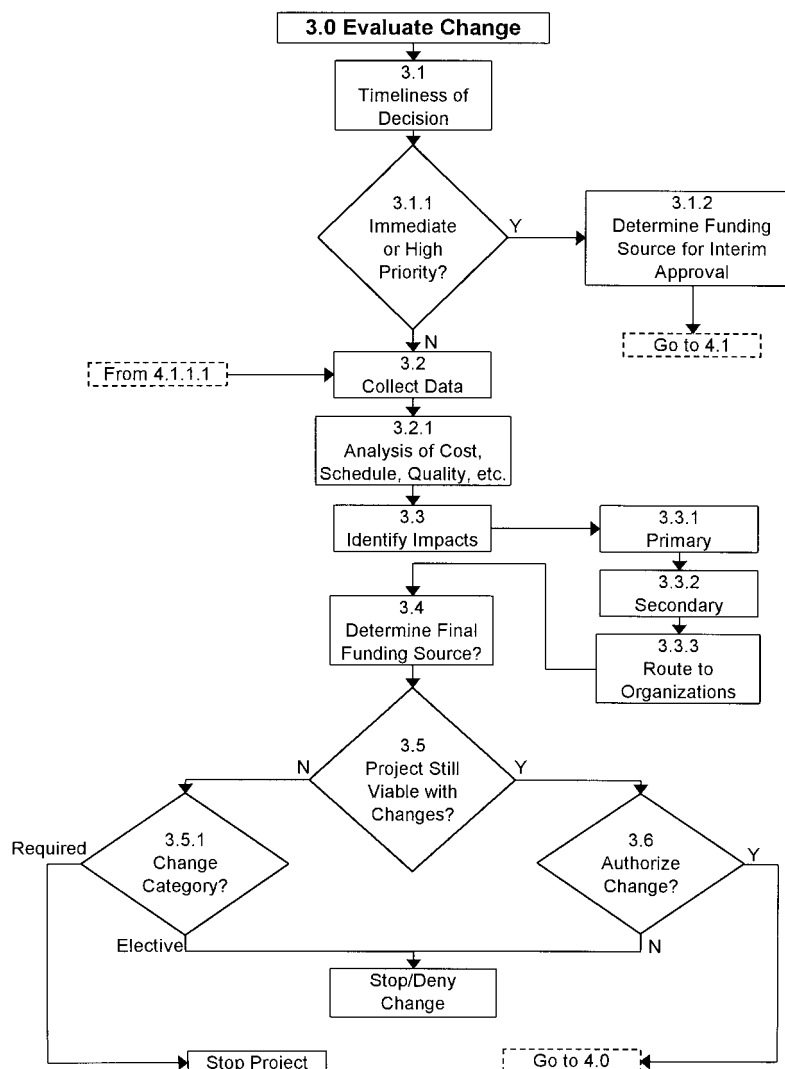 3.0 Evaluate Change
3.1
Timeliness of
Decision
3.1.1
Immediate
or High
Priority?
Y
3.1.2
Determine Funding
Source for Interim
Approval
N
Go to 4.1
From 4.1.1.1
3.2
Collect Data
3.2.1
Analysis of Cost,
Schedule, Quality, etc.
3.3
Identify Impacts
3.3.1
Primary
3.3.2
Secondary
3.3.3
Route to
Organizations
3.4
Determine Final
Funding Source?
3.5
Project Still
Viable with
Changes?
N
Y
3.5.1
Change
Category?
Required
Elective
3.6
Authorize
Change?
Y
N
Stop/Deny
Change
Stop Project
Go to 4.0